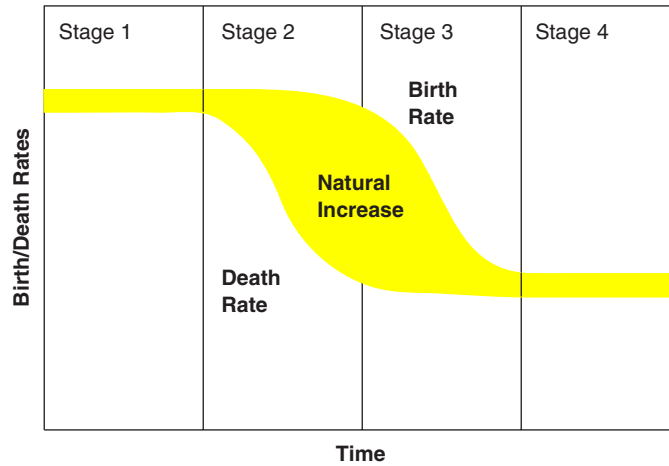 Stage 1
Stage 2
Stage 3
Stage 4
Birth
Rate
Natural
Increase
Death
Rate
Birth/Death Rates
Time